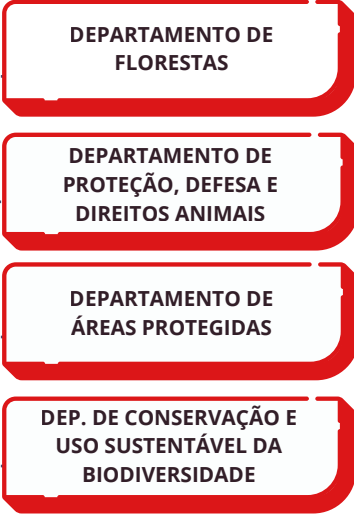 DEPARTAMENTO DE
FLORESTAS
DEPARTAMENTO DE
PROTEÇÃO, DEFESA E
DIREITOS ANIMAIS
DEPARTAMENTO DE
ÁREAS PROTEGIDAS
DEP. DE CONSERVAÇÃO E
USO SUSTENTÁVEL DA
BIODIVERSIDADE